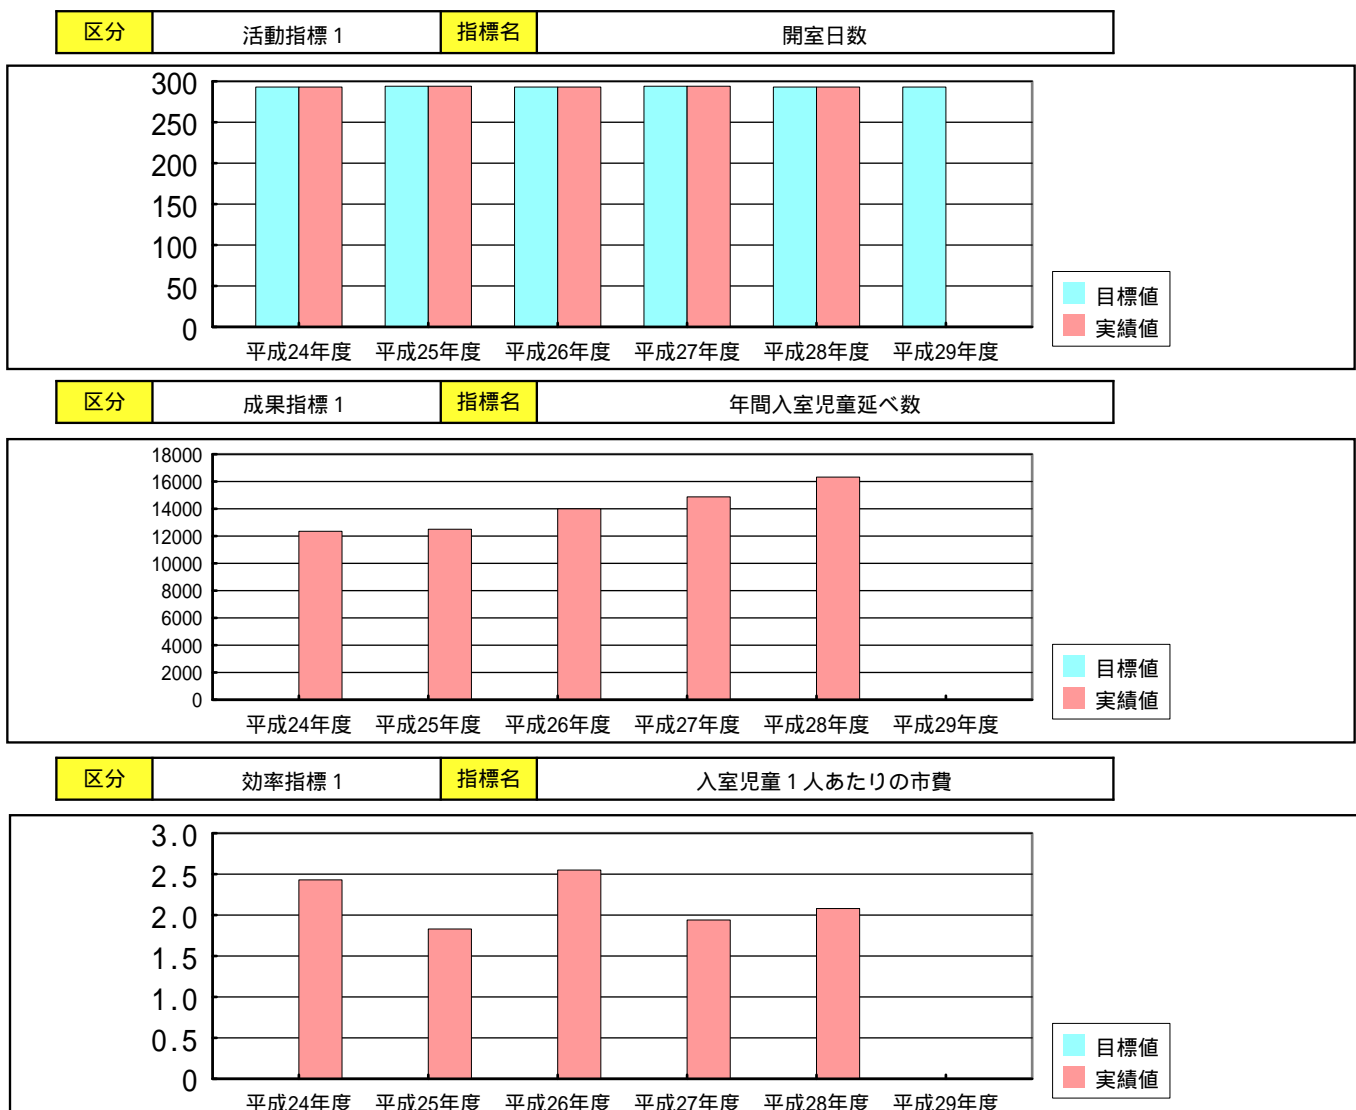 区分 活動指標1 指標名 開室日数
300
250
200
150
100
50
0
平成24年度 平成25年度 平成26年度 平成27年度 平成28年度 平成29年度
目標値
実績値
区分 成果指標1 指標名 年間入室児童延べ数
18000
16000
14000
12000
10000
8000
6000
4000
2000
0
平成24年度 平成25年度 平成26年度 平成27年度 平成28年度 平成29年度
目標値
実績値
区分 効率指標1 指標名 入室児童1人あたりの市費
3.0
2.5
2.0
1.5
1.0
0.5
0
平成24年度 平成25年度 平成26年度 平成27年度 平成28年度 平成29年度
目標値
実績値